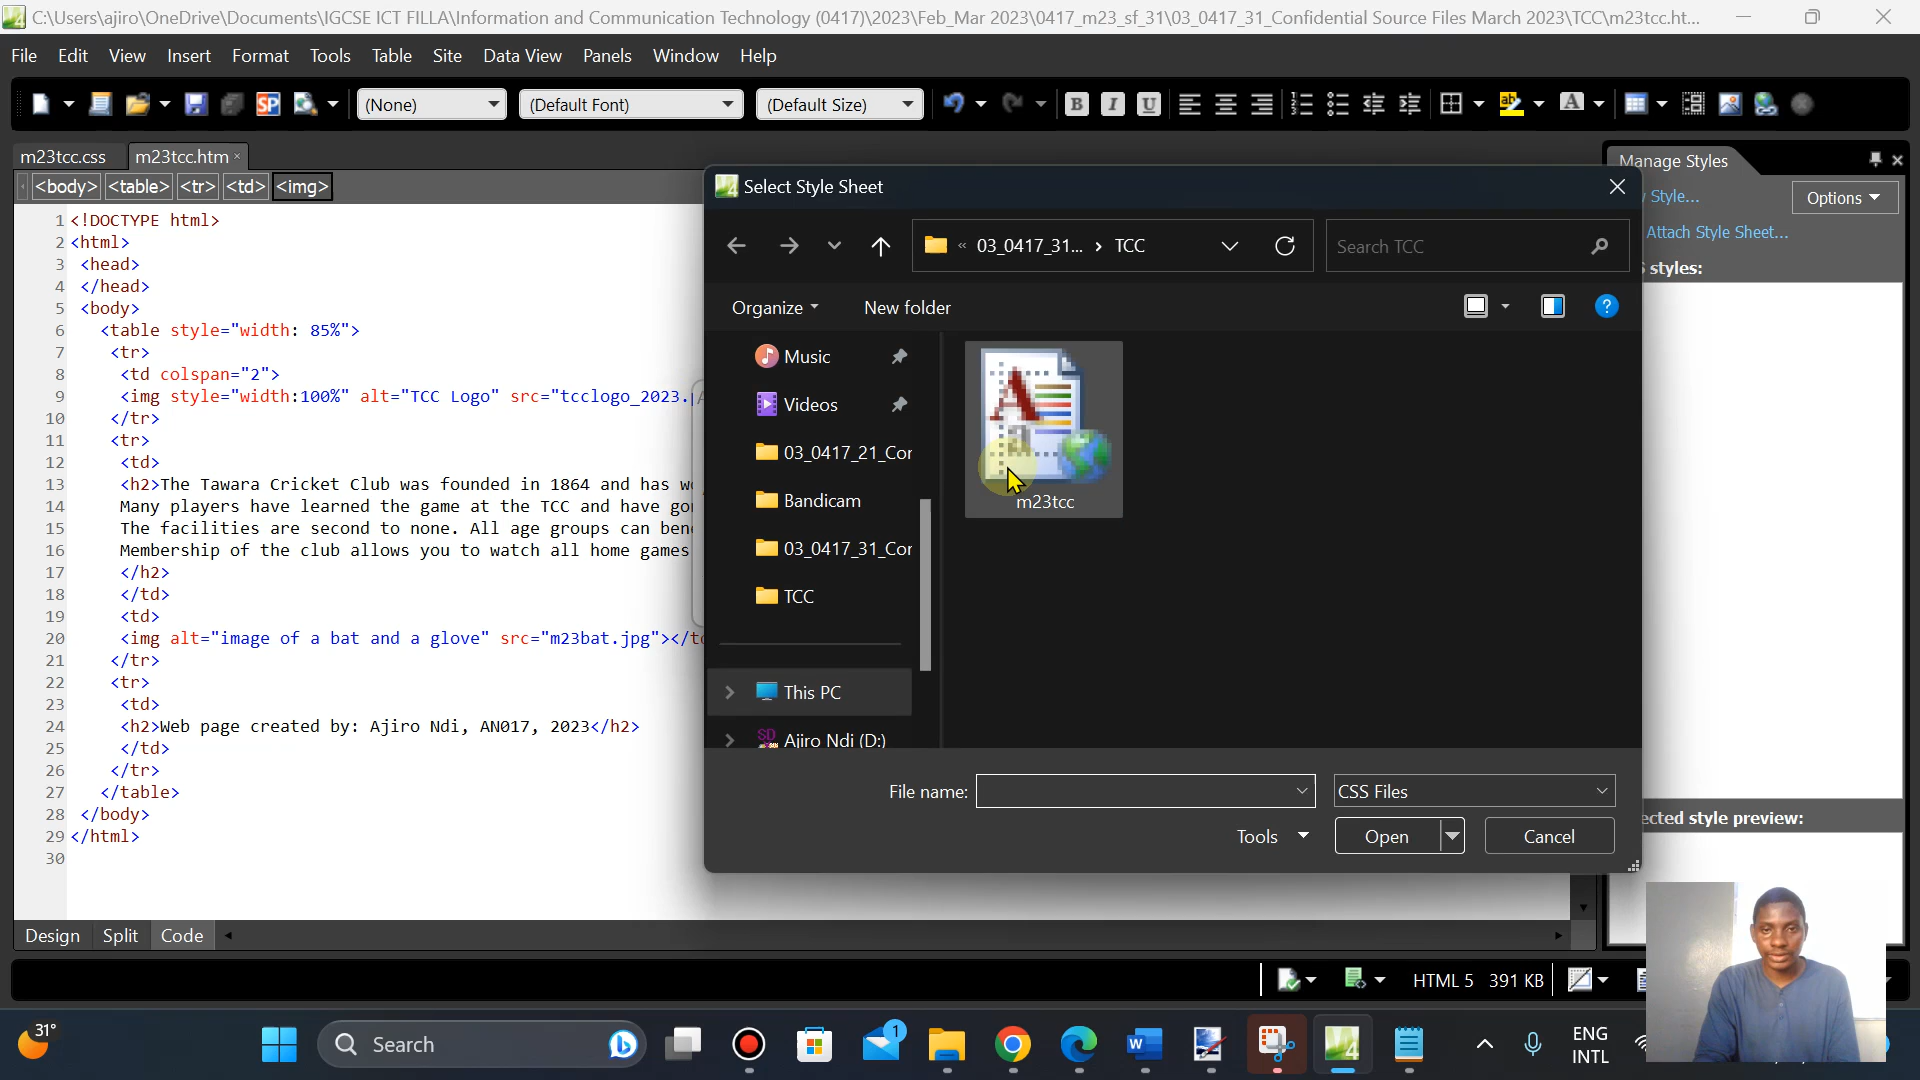 C:\Users\ajiro\OneDrive\Documents\IGCSE ICT FILLA\Information and Communication Technology (0417)\2023\Feb_Mar 2023\0417_m23_sf_31\03_0417_31_Confidential Source Files March 2023\TCC\m23tcc.ht...
File Edit View Insert Format Tools Table Site Data View Panels Window Help
(None) (Default Font) (Default Size)
m23tcc.css m23tcc.htm
<body> <table> <tr> <td> <img>
1 <!DOCTYPE html>
2 <html>
3 <head>
4 </head>
5 <body>
6 <table style="width: 85%">
7 <tr>
8 <td colspan="2">
9 <img style="width:100%" alt="TCC Logo" src="tcclogo_2023.
10 </tr>
11 <tr>
12 <td>
13 <h2>The Tawara Cricket Club was founded in 1864 and has
14 Many players have learned the game at the TCC and have
15 The facilities are second to none. All age groups can
16 Membership of the club allows you to watch all home games
17 </h2>
18 </td>
19 <td>
20 <img alt="image of a bat and a glove" src="m23bat.jpg"></t
21 </tr>
22 <tr>
23 <td>
24 <h2>Web page created by: Ajiro Ndi, AN017, 2023</h2>
25 </td>
26 </tr>
27 </table>
28 </body>
29 </html>
30
Design Split Code
Select Style Sheet
« 03_0417_31... › TCC
Search TCC
Organize New folder
Music
Videos
03_0417_21_Cor
Bandicam
03_0417_31_Cor
TCC
This PC
Ajiro Ndi (D:)
m23tcc
File name: CSS Files
Tools Open Cancel
Manage Styles
Style... Options
Attach Style Sheet...
styles:
ected style preview:
HTML 5 391 KB
31°
Search
1
ENG
INTL